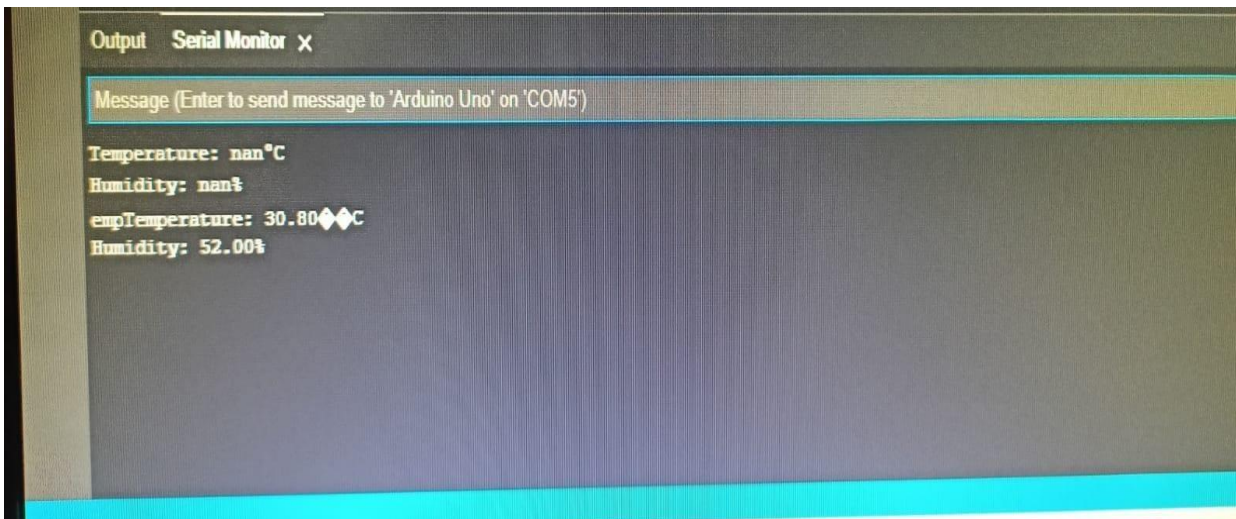 Output Serial Monitor X
Message (Enter to send message to 'Arduino Uno' on 'COM5')
Temperature: nan°C
Humidity: nan%
empTemperature: 30.80��C
Humidity: 52.00%